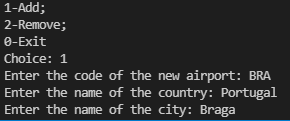 1-Add;
2-Remove;
0-Exit
Choice: 1
Enter the code of the new airport: BRA
Enter the name of the country: Portugal
Enter the name of the city: Braga